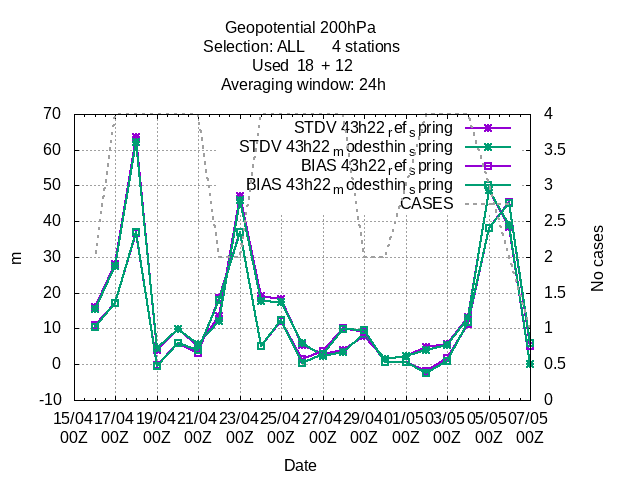 Geopotential 200hPa
Selection: ALL 4 stations
Used 18 + 12
Averaging window: 24h
STDV 43h22_ref_spring
STDV 43h22_modesthin_spring
BIAS 43h22_ref_spring
BIAS 43h22_modesthin_spring
CASES
70
60
50
40
30
20
10
0
-10
m
4
3.5
3
2.5
2
1.5
1
0.5
0
No cases
15/04 17/04 19/04 21/04 23/04 25/04 27/04 29/04 01/05 03/05 05/05 07/05
00Z 00Z 00Z 00Z 00Z 00Z 00Z 00Z 00Z 00Z 00Z 00Z
Date